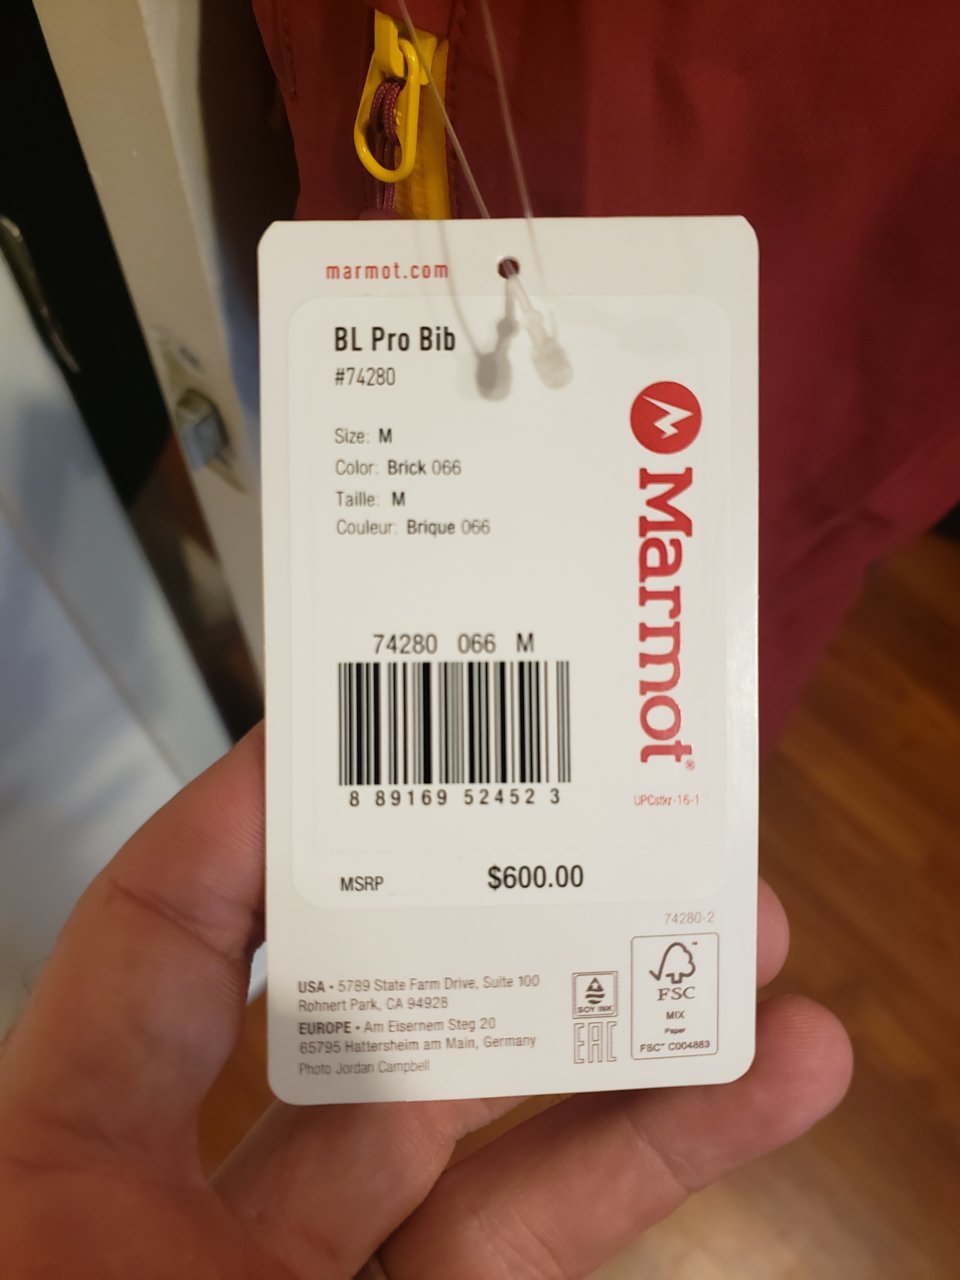 marmot.com
BL Pro Bib
#74280
Size: M
Color: Brick 066
Taille: M
Couleur: Brique 066
Marmot®
74280 066 M
8 89169 52452 3
UPCstkr-16-1
MSRP $600.00
74280-2
USA • 5789 State Farm Drive, Suite 100
Rohnert Park, CA 94928
EUROPE • Am Eisernem Steg 20
65795 Hattersheim am Main, Germany
Photo Jordan Campbell
SOY INK
EAC
FSC
MIX
Paper
FSC® C004863